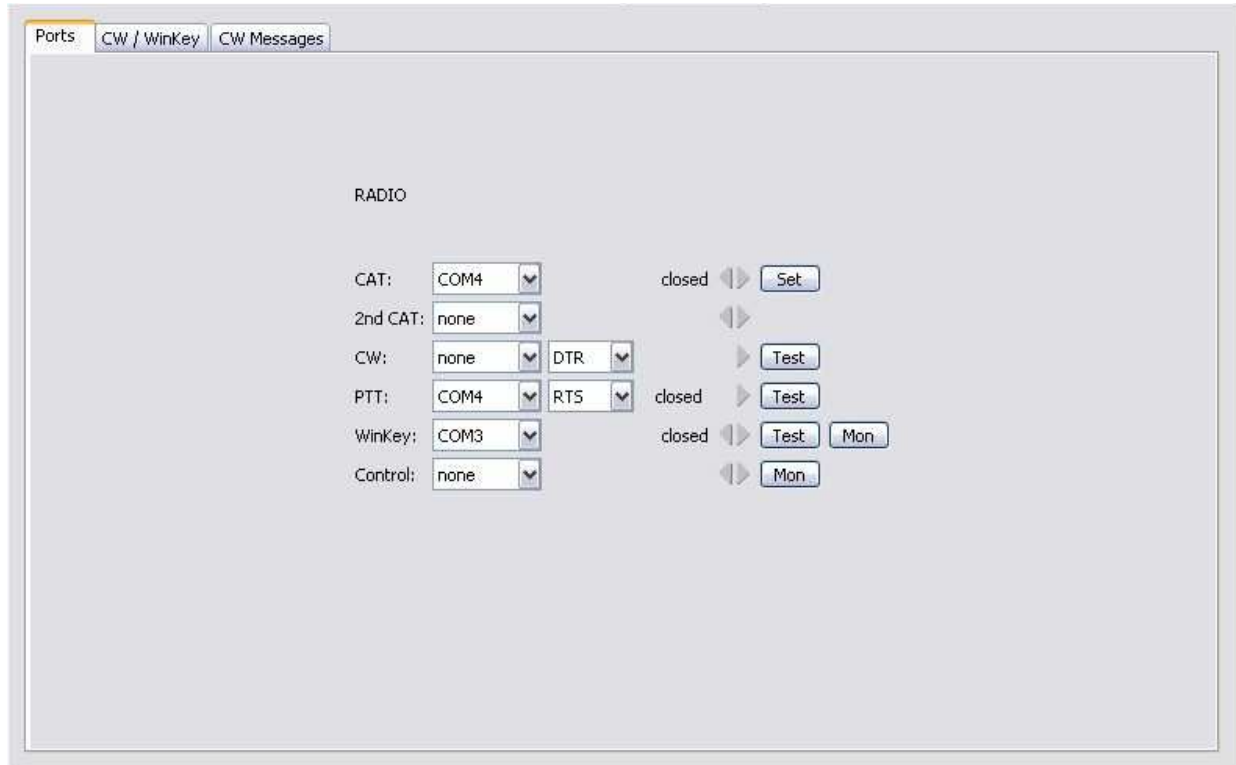 Ports CW / WinKey CW Messages
RADIO
CAT: COM4 closed Set
2nd CAT: none
CW: none DTR Test
PTT: COM4 RTS closed Test
WinKey: COM3 closed Test Mon
Control: none Mon